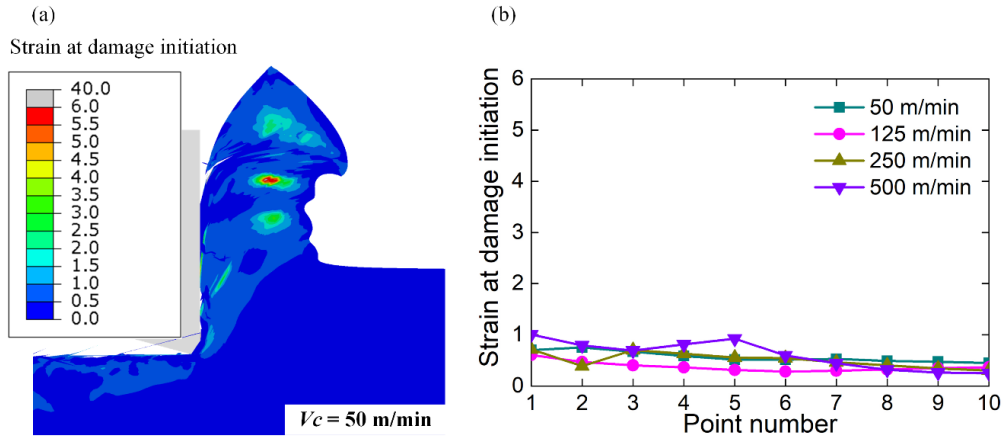 (a)
Strain at damage initiation
40.0
6.0
5.5
5.0
4.5
4.0
3.5
3.0
2.5
2.0
1.5
1.0
0.5
0.0
Vc = 50 m/min
(b)
Strain at damage initiation
6
5
4
3
2
1
0
50 m/min
125 m/min
250 m/min
500 m/min
1 2 3 4 5 6 7 8 9 10
Point number